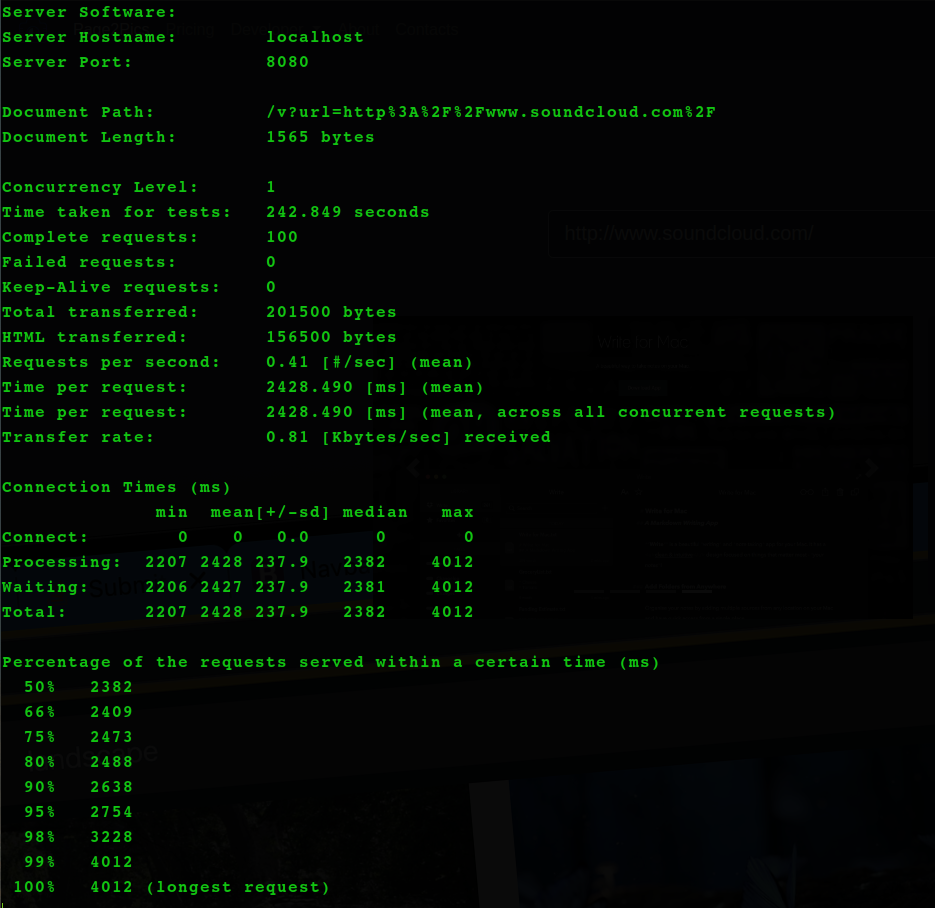 Server Software:
Server Hostname: localhost
Server Port: 8080
Document Path: /v?url=http%3A%2F%2Fwww.soundcloud.com%2F
Document Length: 1565 bytes
Concurrency Level: 1
Time taken for tests: 242.849 seconds
http://www.soundcloud.com/
Complete requests: 100
Failed requests: 0
Keep-Alive requests: 0
Total transferred: 201500 bytes
HTML transferred: 156500 bytes
Requests per second: 0.41 [#/sec] (mean)
Time per request: 2428.490 [ms] (mean)
Time per request: 2428.490 [ms] (mean, across all concurrent requests)
Transfer rate: 0.81 [Kbytes/sec] received
Connection Times (ms)
min mean[+/-sd] median max
Connect: 0 0 0.0 0 0
Processing: 2207 2428 237.9 2382 4012
Waiting: 2206 2427 237.9 2381 4012
Total: 2207 2428 237.9 2382 4012
Percentage of the requests served within a certain time (ms)
50% 2382
66% 2409
75% 2473
80% 2488
90% 2638
95% 2754
98% 3228
99% 4012
100% 4012 (longest request)